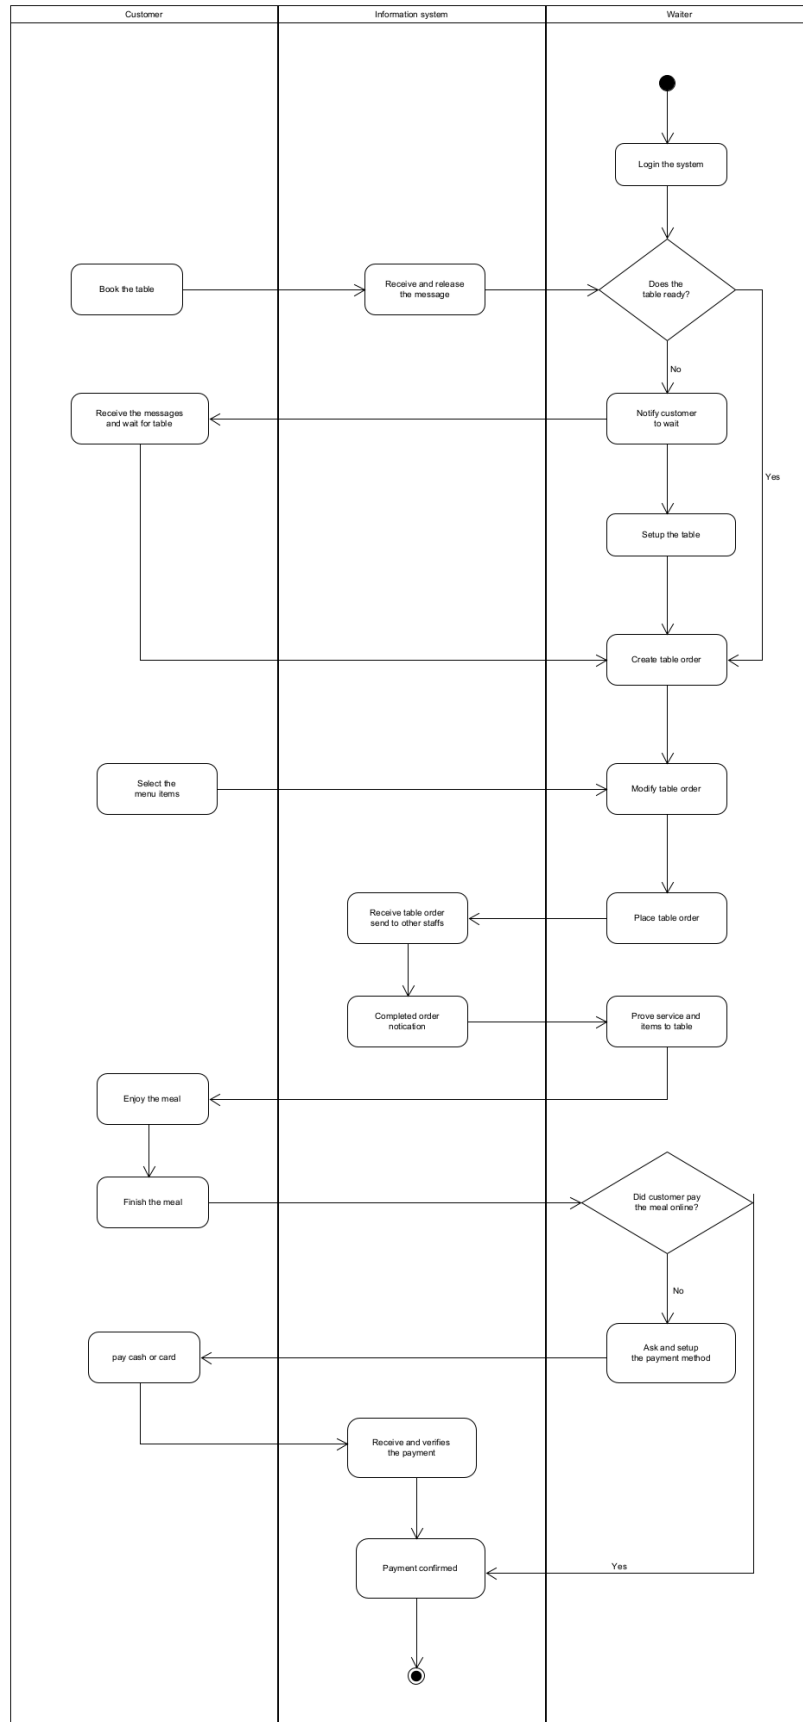 Customer
Information system
Waiter
Login the system
Book the table
Receive and release
the message
Does the
table ready?
No
Receive the messages
and wait for table
Notify customer
to wait
Yes
Setup the table
Create table order
Select the
menu items
Modify table order
Receive table order
send to other staffs
Place table order
Completed order
notication
Prove service and
items to table
Enjoy the meal
Finish the meal
Did customer pay
the meal online?
No
pay cash or card
Ask and setup
the payment method
Receive and verifies
the payment
Payment confirmed
Yes